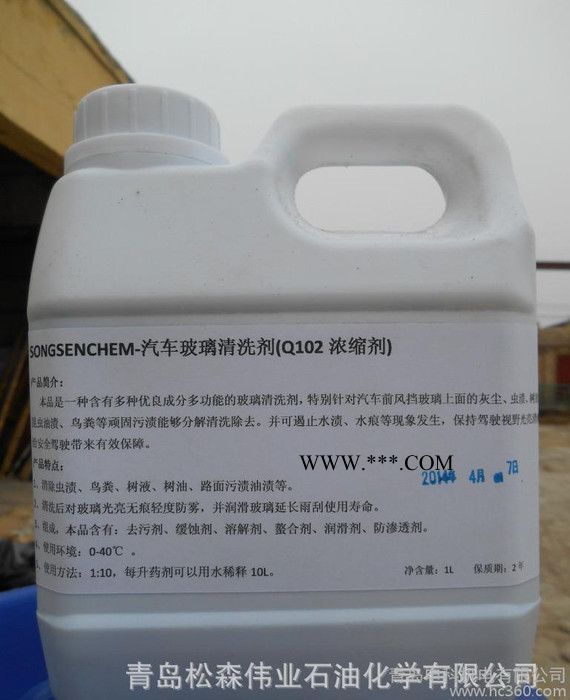 SONGSENCHEM-汽车玻璃清洗剂(Q102 浓缩剂)
产品简介:
本品是一种含有多种优良成分多功能的玻璃清洗剂，特别针对汽车前风挡玻璃上面的灰尘、虫渍、树
昆虫油渍、鸟粪等顽固污渍能够分解清洗除去。并可遏止水渍、水痕等现象发生，保持驾驶视野光亮
安全驾驶带来有效保障。
产品特点:
WWW.***.COM
2014年 4月 7日
、消除虫渍、鸟粪、树液、树油、路面污渍油渍等。
、清洗后对玻璃光亮无痕轻度防雾，并润滑玻璃延长雨刮使用寿命。
、组成，本品含有：去污剂、缓蚀剂、溶解剂、螯合剂、润滑剂、防渗透剂。
、使用环境：0-40℃ 。
、使用方法：1:10，每升药剂可以用水稀释 10L。
净含量：1L 保质期：2年
青岛松森伟业石油化学有限公司
www.hc360.com